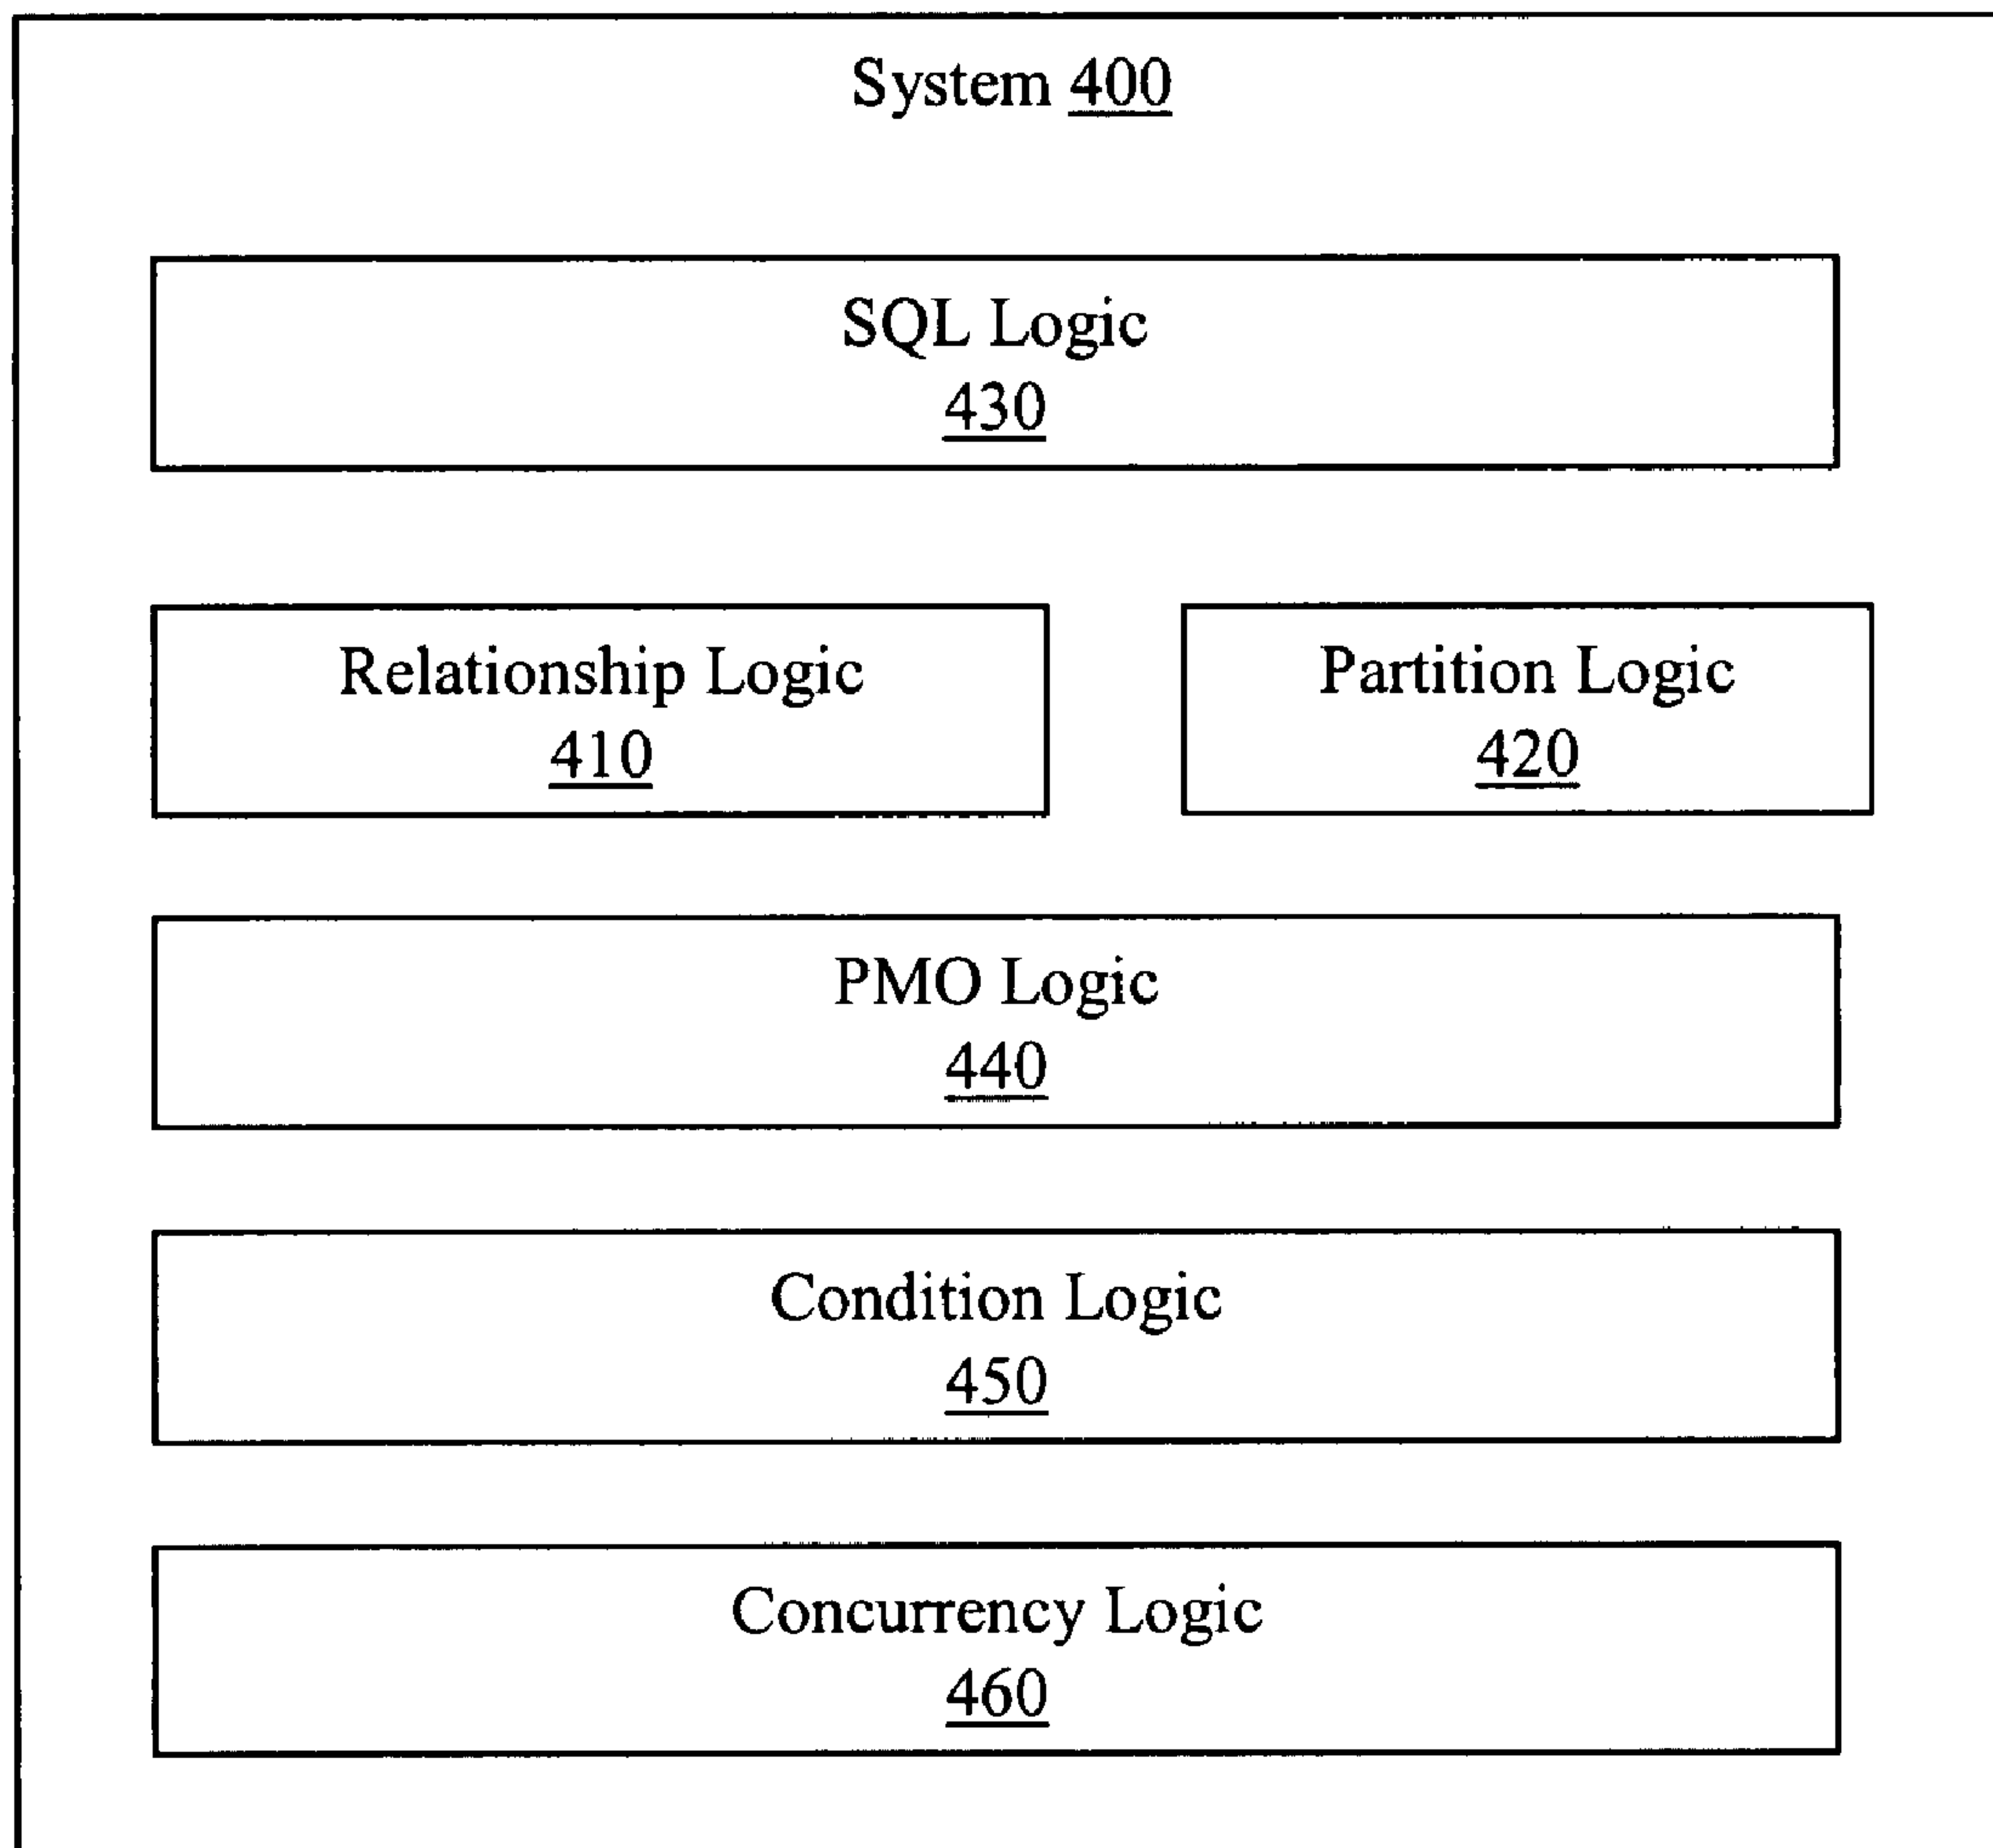 System 400
SQL Logic
430
Relationship Logic
410
Partition Logic
420
PMO Logic
440
Condition Logic
450
Concurrency Logic
460